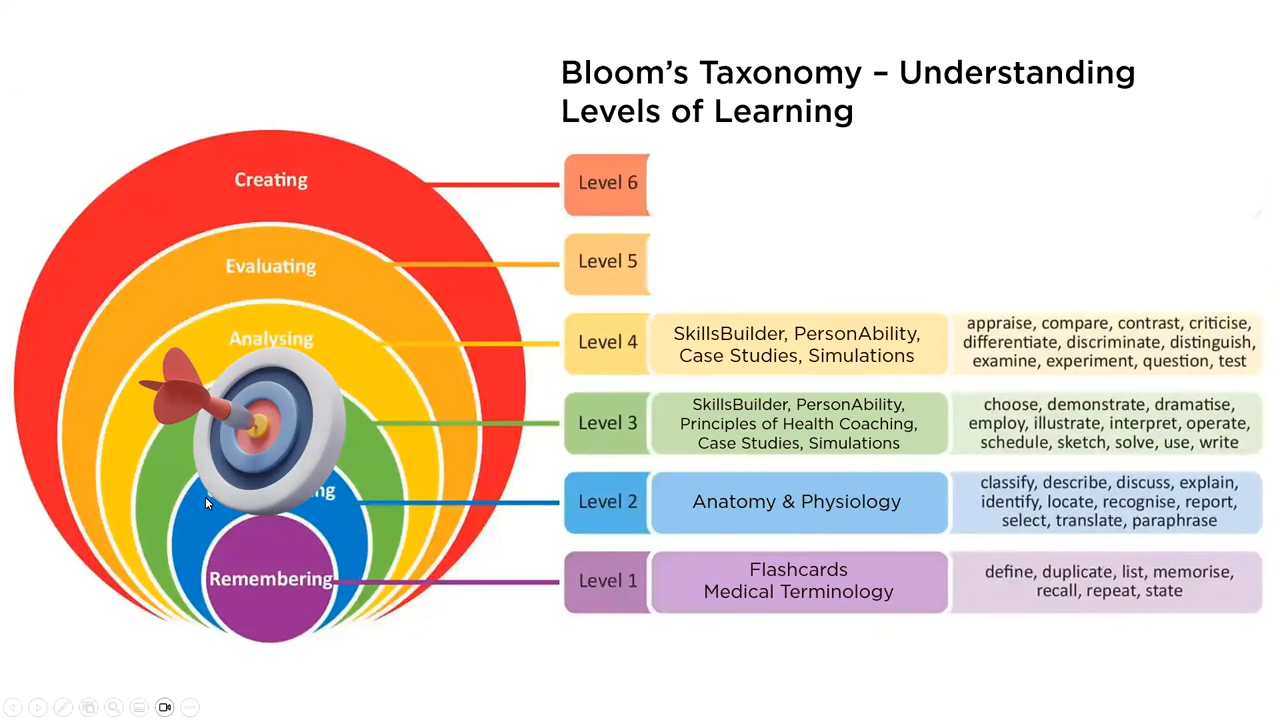 Bloom's Taxonomy – Understanding
Levels of Learning
Creating
Evaluating
Analysing
Remembering
Level 6
Level 5
Level 4
SkillsBuilder, PersonAbility,
Case Studies, Simulations
appraise, compare, contrast, criticise,
differentiate, discriminate, distinguish,
examine, experiment, question, test
Level 3
SkillsBuilder, PersonAbility,
Principles of Health Coaching,
Case Studies, Simulations
choose, demonstrate, dramatise,
employ, illustrate, interpret, operate,
schedule, sketch, solve, use, write
Level 2
Anatomy & Physiology
classify, describe, discuss, explain,
identify, locate, recognise, report,
select, translate, paraphrase
Level 1
Flashcards
Medical Terminology
define, duplicate, list, memorise,
recall, repeat, state